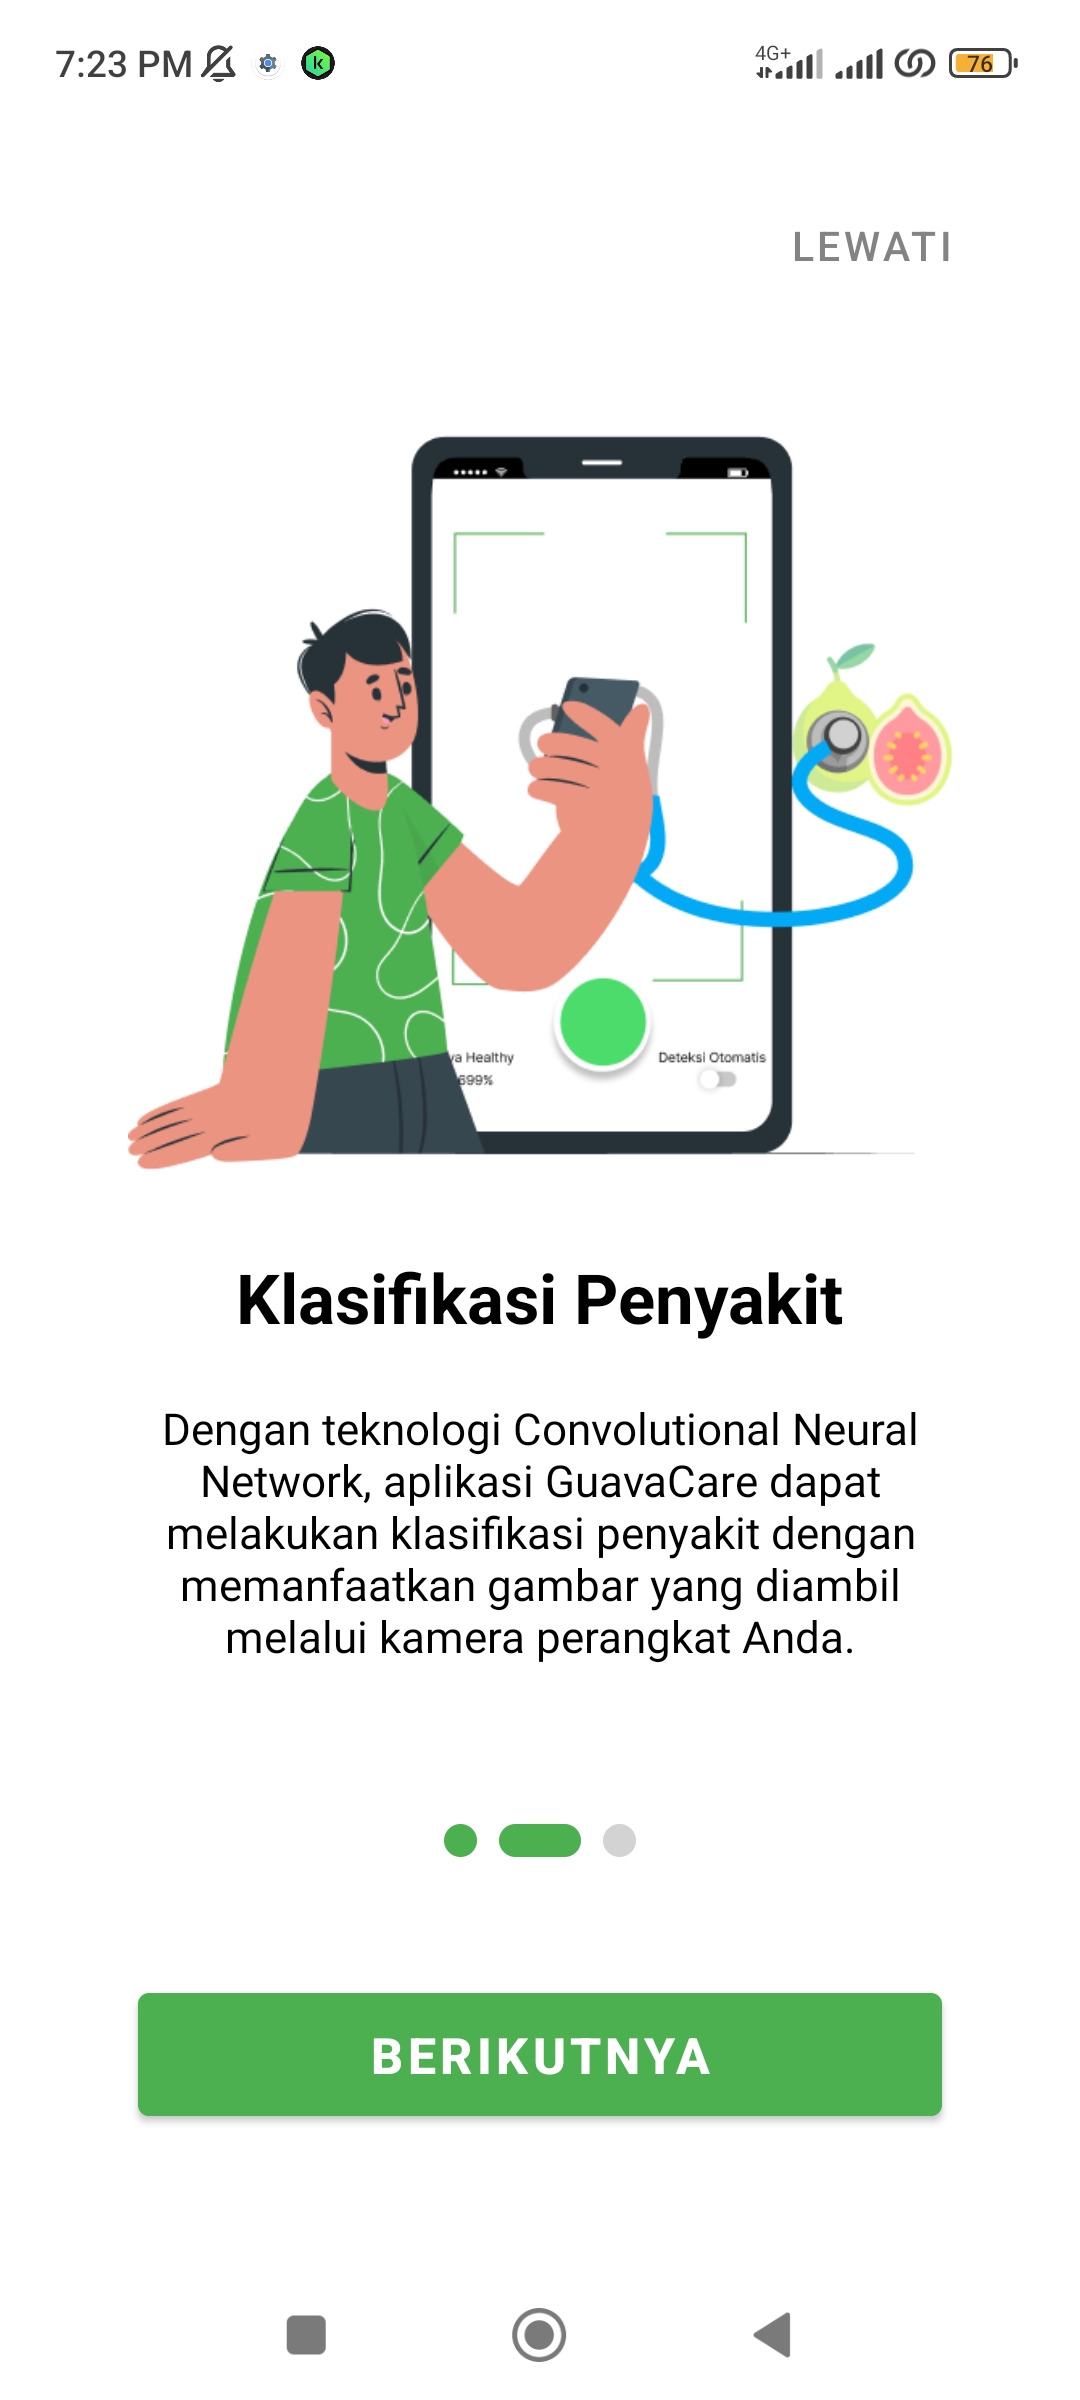 7:23 PM
4G+
76
LEWATI
Healthy
Deteksi Otomatis
699%
Klasifikasi Penyakit
Dengan teknologi Convolutional Neural
Network, aplikasi GuavaCare dapat
melakukan klasifikasi penyakit dengan
memanfaatkan gambar yang diambil
melalui kamera perangkat Anda.
BERIKUTNYA